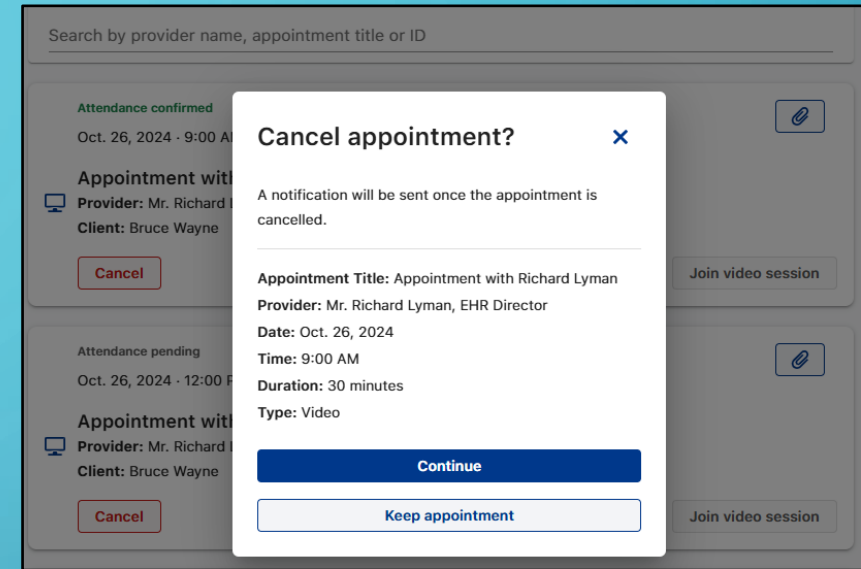 Search by provider name, appointment title or ID
Attendance confirmed
Oct. 26, 2024 · 9:00
Appointment
Provider: Mr. Richard
Client: Bruce Wayne
Cancel
Join video session
Attendance pending
Oct. 26, 2024 · 12:00
Appointment
Provider: Mr. Richard
Client: Bruce Wayne
Cancel
Join video session
Cancel appointment?
A notification will be sent once the appointment is
cancelled.
Appointment Title: Appointment with Richard Lyman
Provider: Mr. Richard Lyman, EHR Director
Date: Oct. 26, 2024
Time: 9:00 AM
Duration: 30 minutes
Type: Video
Continue
Keep appointment